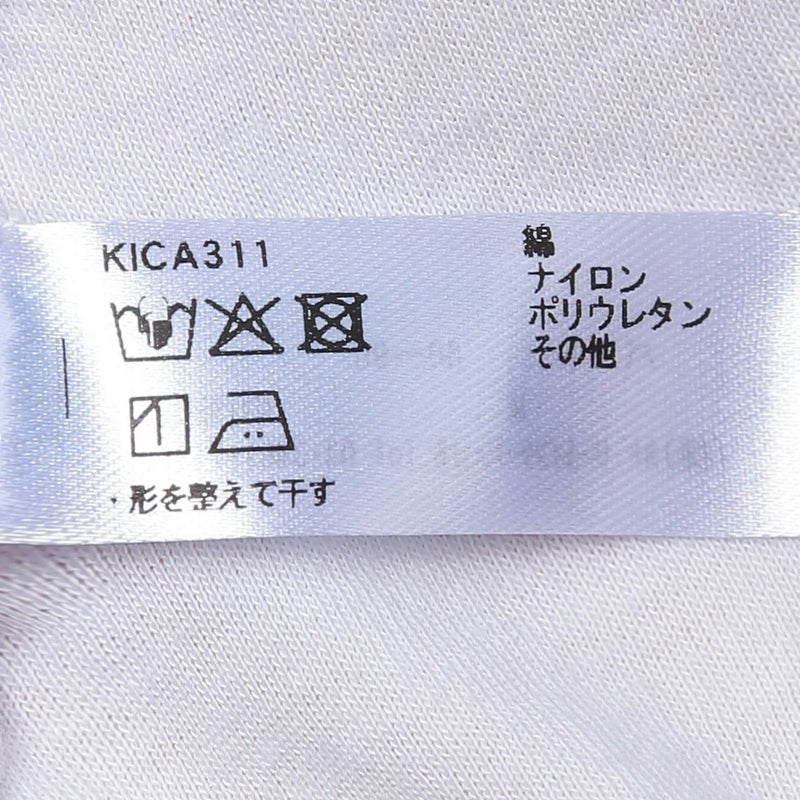 KICA311
・形を整えて干す
綿
ナイロン
ポリウレタン
その他